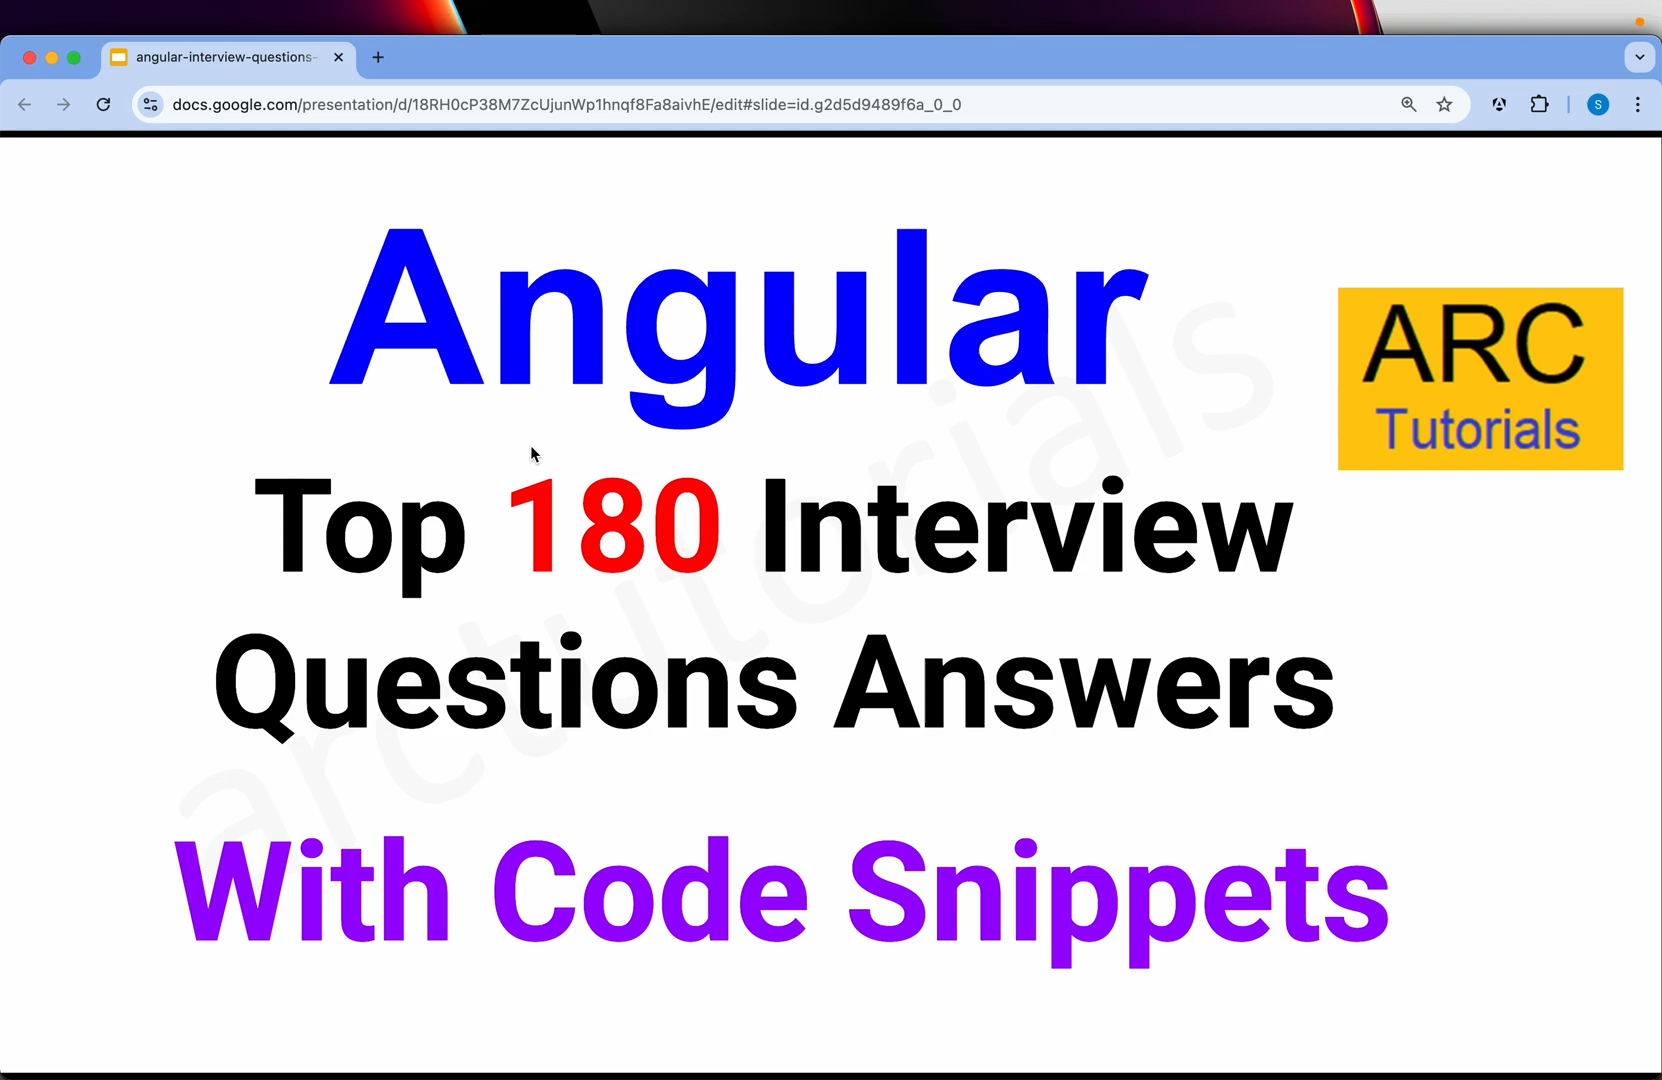 angular-interview-questions-
docs.google.com/presentation/d/18RH0cP38M7ZcUjunWp1hnqf8Fa8aivhE/edit#slide=id.g2d5d9489f6a_0_0
S
Angular
ARC
Tutorials
Top 180 Interview
Questions Answers
With Code Snippets
arctutorials